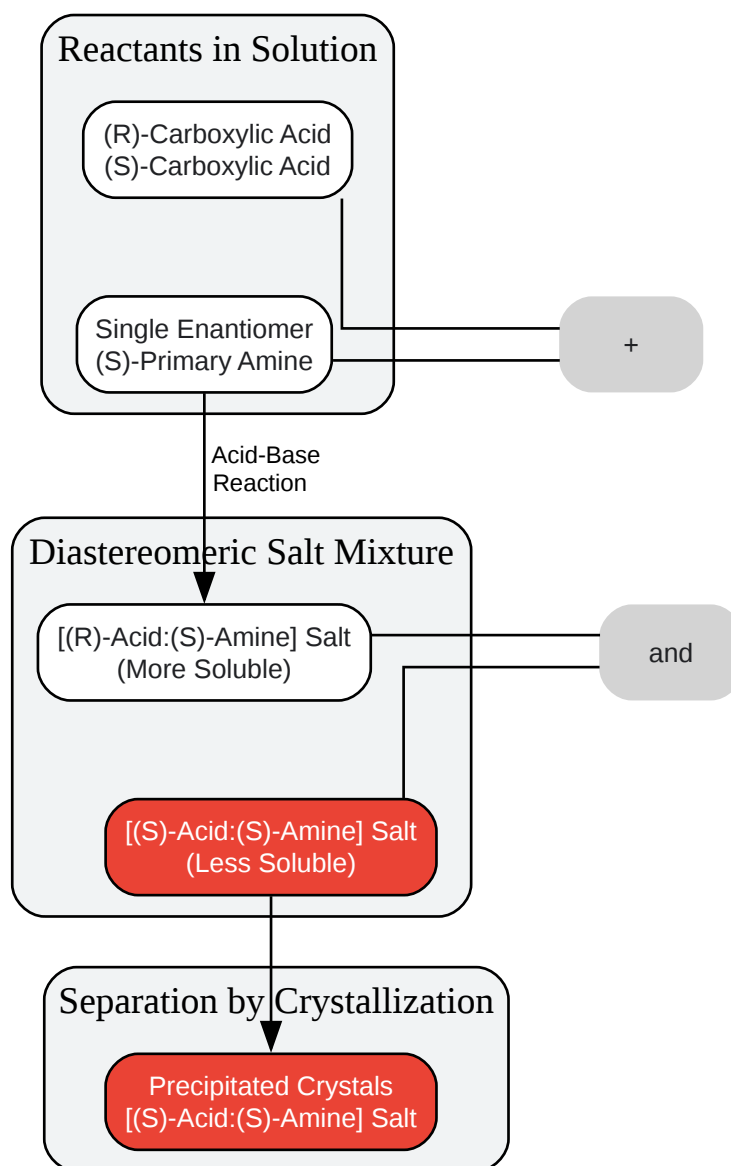 Reactants in Solution
(R)-Carboxylic Acid
(S)-Carboxylic Acid
Single Enantiomer
(S)-Primary Amine
+
Acid-Base
Reaction
Diastereomeric Salt Mixture
[(R)-Acid:(S)-Amine] Salt
(More Soluble)
and
[(S)-Acid:(S)-Amine] Salt
(Less Soluble)
Separation by Crystallization
Precipitated Crystals
[(S)-Acid:(S)-Amine] Salt